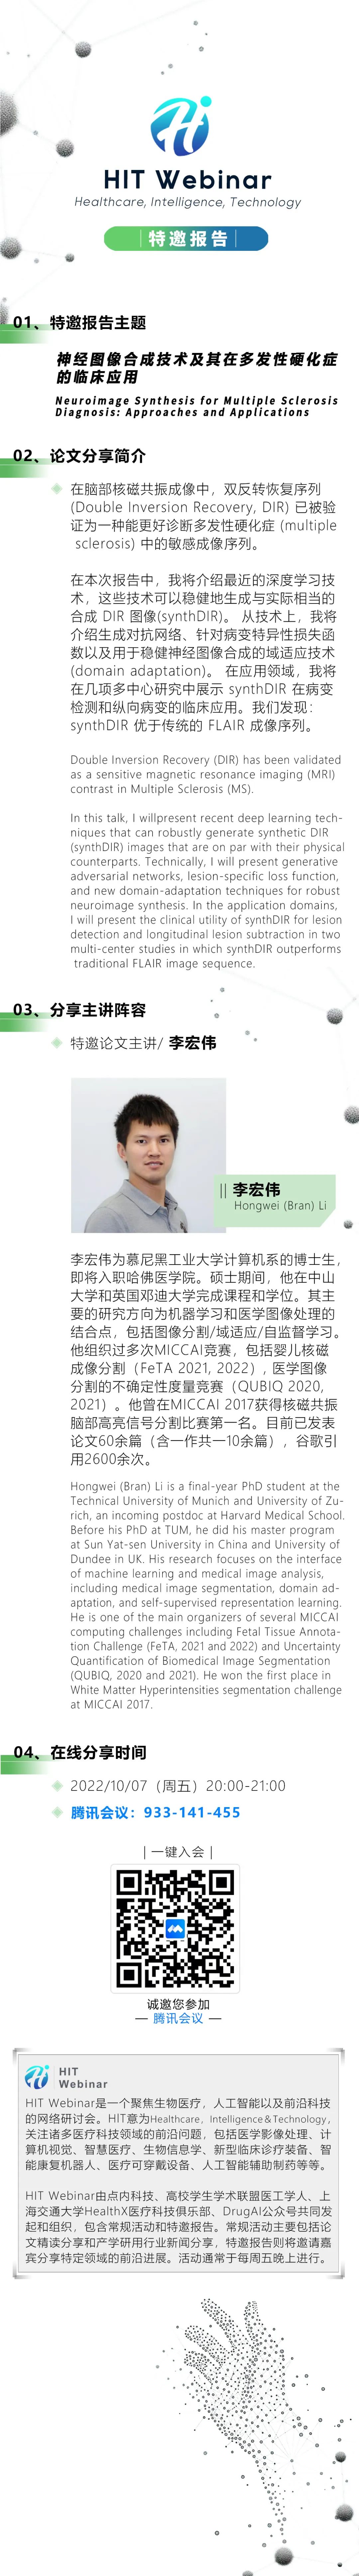 HIT Webinar
Healthcare, Intelligence, Technology
特邀报告
01、特邀报告主题
神经图像合成技术及其在多发性硬化症
的临床应用
Neuroimage Synthesis for Multiple Sclerosis
Diagnosis: Approaches and Applications
02、论文分享简介
在脑部核磁共振成像中，双反转恢复序列
(Double Inversion Recovery, DIR) 已被验
证为一种能更好诊断多发性硬化症 (multiple
sclerosis) 中的敏感成像序列。
在本次报告中，我将介绍最近的深度学习技
术，这些技术可以稳健地生成与实际相当的
合成 DIR 图像(synthDIR)。 从技术上，我将
介绍生成对抗网络、针对病变特异性损失函
数以及用于稳健神经图像合成的域适应技术
(domain adaptation)。 在应用领域，我将
在几项多中心研究中展示 synthDIR 在病变
检测和纵向病变的临床应用。我们发现：
synthDIR 优于传统的 FLAIR 成像序列。
Double Inversion Recovery (DIR) has been validated
as a sensitive magnetic resonance imaging (MRI)
contrast in Multiple Sclerosis (MS).
In this talk, I willpresent recent deep learning tech-
niques that can robustly generate synthetic DIR
(synthDIR) images that are on par with their physical
counterparts. Technically, I will present generative
adversarial networks, lesion-specific loss function,
and new domain-adaptation techniques for robust
neuroimage synthesis. In the application domains,
I will present the clinical utility of synthDIR for lesion
detection and longitudinal lesion subtraction in two
multi-center studies in which synthDIR outperforms
traditional FLAIR image sequence.
03、分享主讲阵容
特邀论文主讲/ 李宏伟
李宏伟
Hongwei (Bran) Li
李宏伟为慕尼黑工业大学计算机系的博士生，
即将入职哈佛医学院。硕士期间，他在中山
大学和英国邓迪大学完成课程和学位。其主
要的研究方向为机器学习和医学图像处理的
结合点，包括图像分割/域适应/自监督学习。
他组织过多次MICCAI竞赛，包括婴儿核磁
成像分割（FeTA 2021, 2022）, 医学图像
分割的不确定性度量竞赛（QUBIQ 2020,
2021）。他曾在MICCAI 2017获得核磁共振
脑部高亮信号分割比赛第一名。目前已发表
论文60余篇（含一作共一10余篇），谷歌引
用2600余次。
Hongwei (Bran) Li is a final-year PhD student at the
Technical University of Munich and University of Zu-
rich, an incoming postdoc at Harvard Medical School.
Before his PhD at TUM, he did his master program
at Sun Yat-sen University in China and University of
Dundee in UK. His research focuses on the interface
of machine learning and medical image analysis,
including medical image segmentation, domain ad-
aptation, and self-supervised representation learning.
He is one of the main organizers of several MICCAI
computing challenges including Fetal Tissue Annota-
tion Challenge (FeTA, 2021 and 2022) and Uncertainty
Quantification of Biomedical Image Segmentation
(QUBIQ, 2020 and 2021). He won the first place in
White Matter Hyperintensities segmentation challenge
at MICCAI 2017.
04、在线分享时间
2022/10/07（周五）20:00-21:00
腾讯会议：933-141-455
| 一键入会 |
诚邀您参加
— 腾讯会议 —
HIT
Webinar
HIT Webinar是一个聚焦生物医疗，人工智能以及前沿科技
的网络研讨会。HIT意为Healthcare，Intelligence＆Technology，
关注诸多医疗科技领域的前沿问题，包括医学影像处理、计
算机视觉、智慧医疗、生物信息学、新型临床诊疗装备、智
能康复机器人、医疗可穿戴设备、人工智能辅助制药等等。
HIT Webinar由点内科技、高校学生学术联盟医工学人、上
海交通大学HealthX医疗科技俱乐部、DrugAI公众号共同发
起和组织，包含常规活动和特邀报告。常规活动主要包括论
文精读分享和产学研用行业新闻分享，特邀报告则将邀请嘉
宾分享特定领域的前沿进展。活动通常于每周五晚上进行。